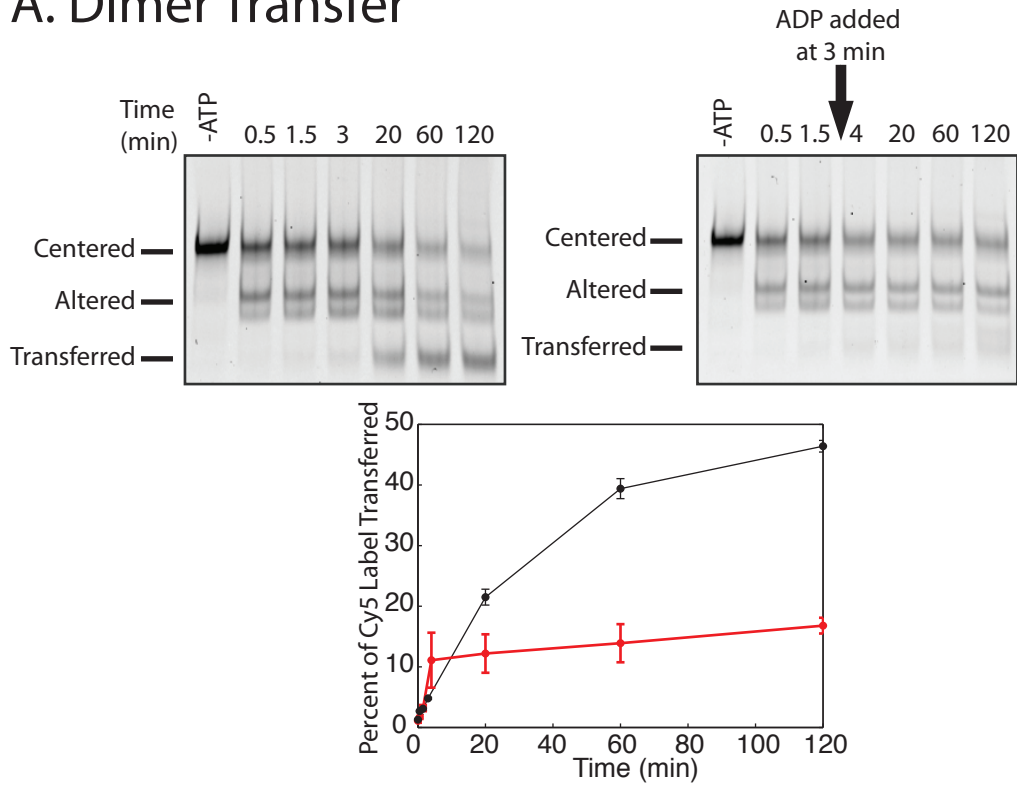 A. Dimer Transfer
Time
(min)
-ATP
0.5 1.5 3 20 60 120
Centered
Altered
Transferred
ADP added
at 3 min
-ATP
0.5 1.5 4 20 60 120
Centered
Altered
Transferred
Percent of Cy5 Label Transferred
50
40
30
20
10
0
0 20 40 60 80 100 120
Time (min)